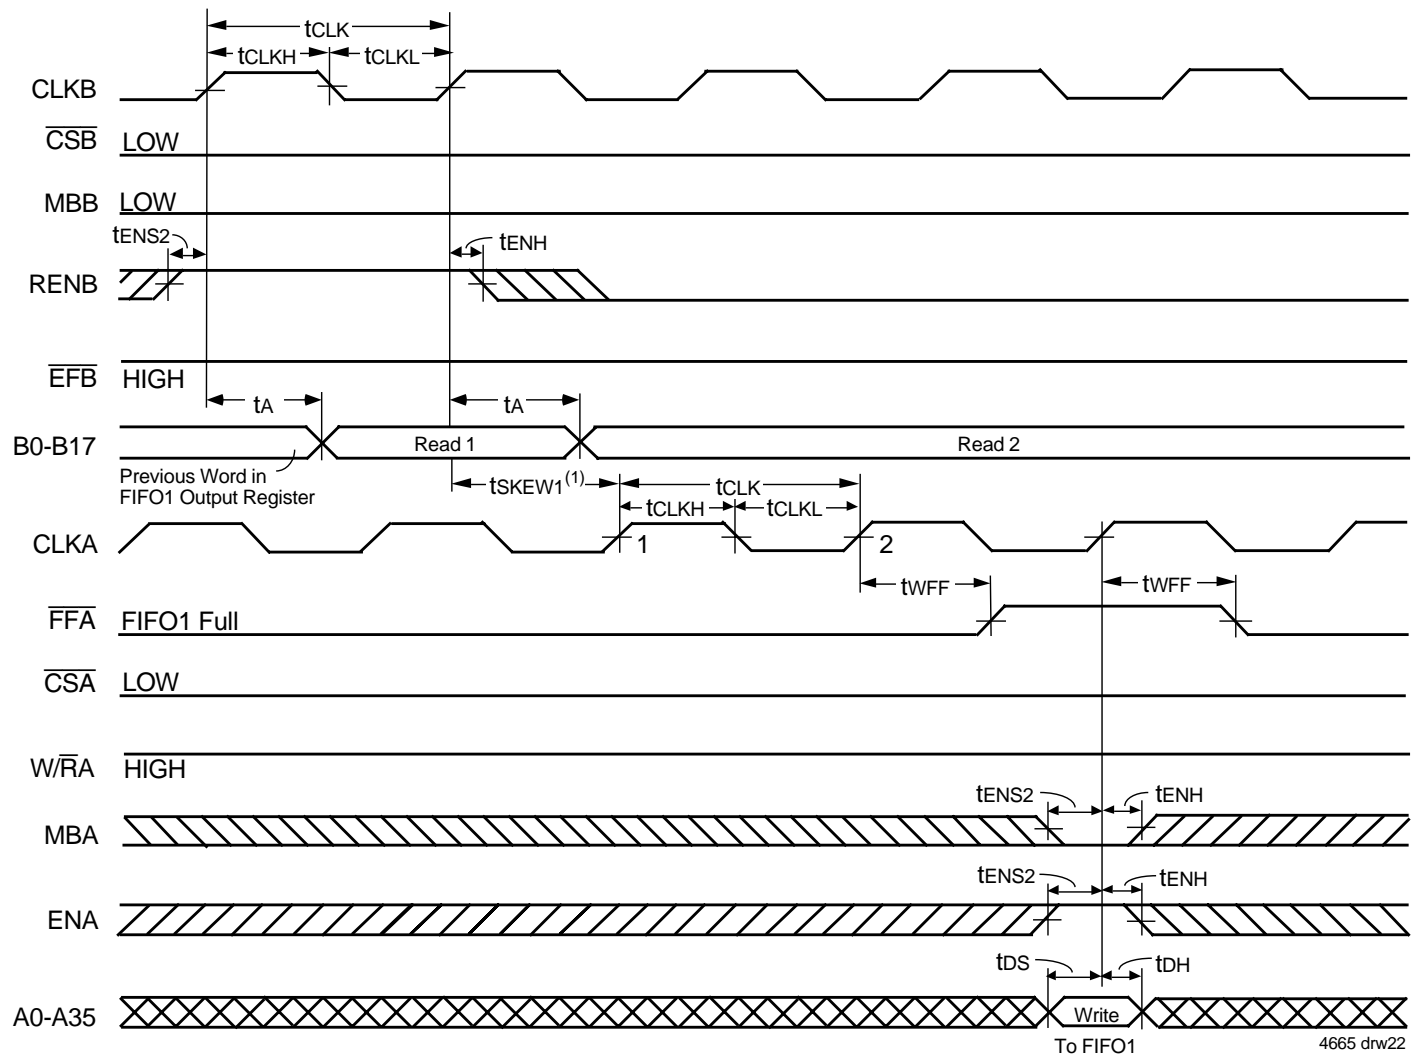 tCLK
tCLKH tCLKL
CLKB
CSB LOW
MBB LOW
tENS2 tENH
RENB
EFB HIGH
tA tA
B0-B17 Read 1 Read 2
Previous Word in
FIFO1 Output Register
tSKEW1(1) tCLK
tCLKH tCLKL
CLKA 1 2
tWFF tWFF
FFA FIFO1 Full
CSA LOW
W/RA HIGH
tENS2 tENH
MBA
tENS2 tENH
ENA
tDS tDH
A0-A35 Write
To FIFO1
4665 drw22